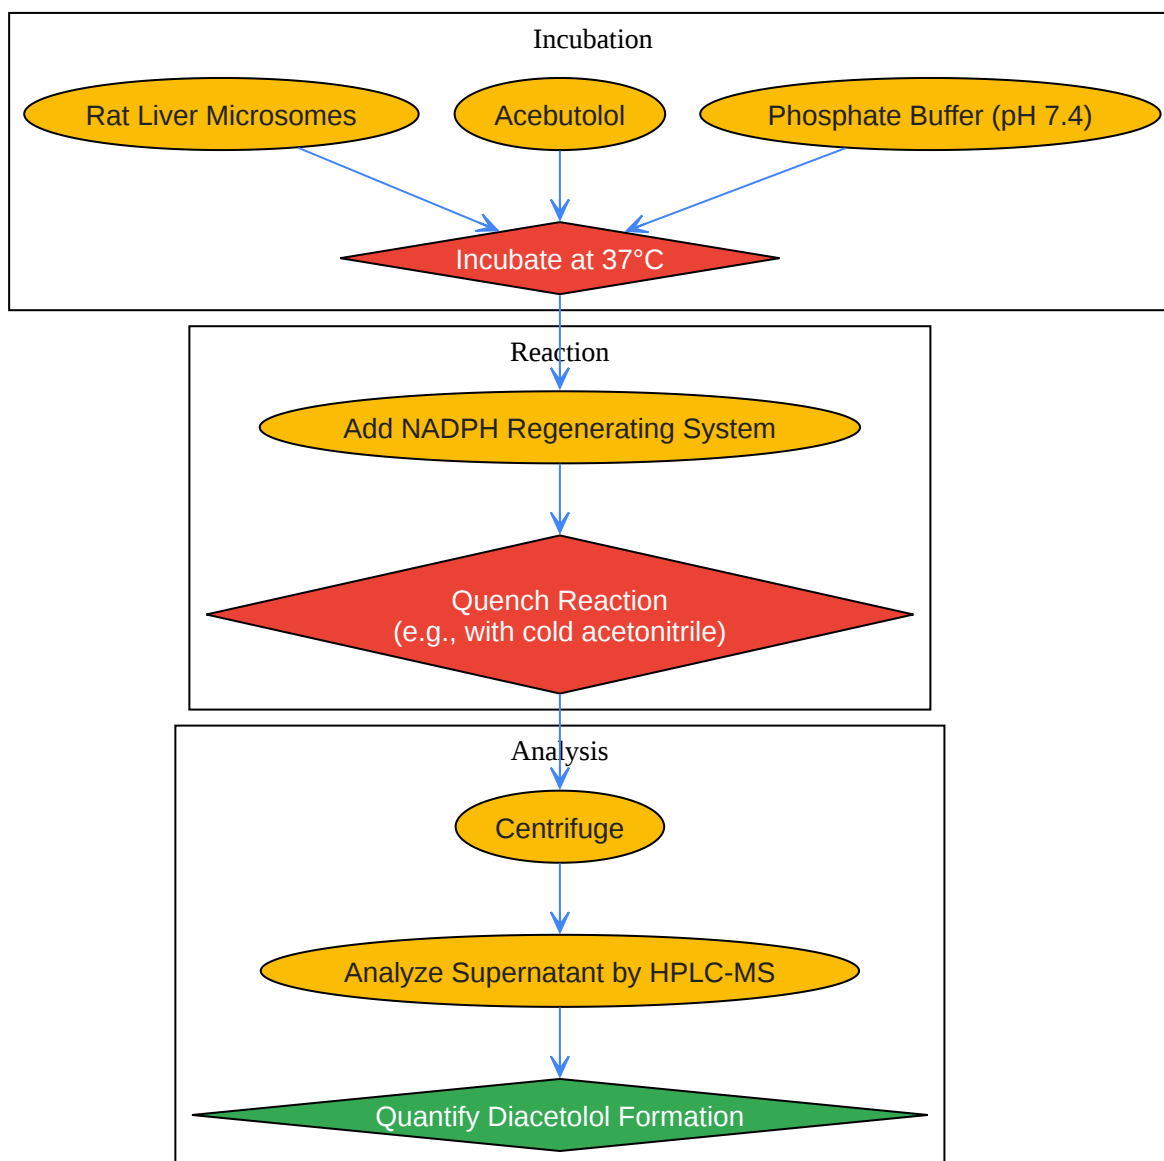 Incubation
Rat Liver Microsomes
Acebutolol
Phosphate Buffer (pH 7.4)
Incubate at 37°C
Reaction
Add NADPH Regenerating System
Quench Reaction
(e.g., with cold acetonitrile)
Analysis
Centrifuge
Analyze Supernatant by HPLC-MS
Quantify Diacetolol Formation